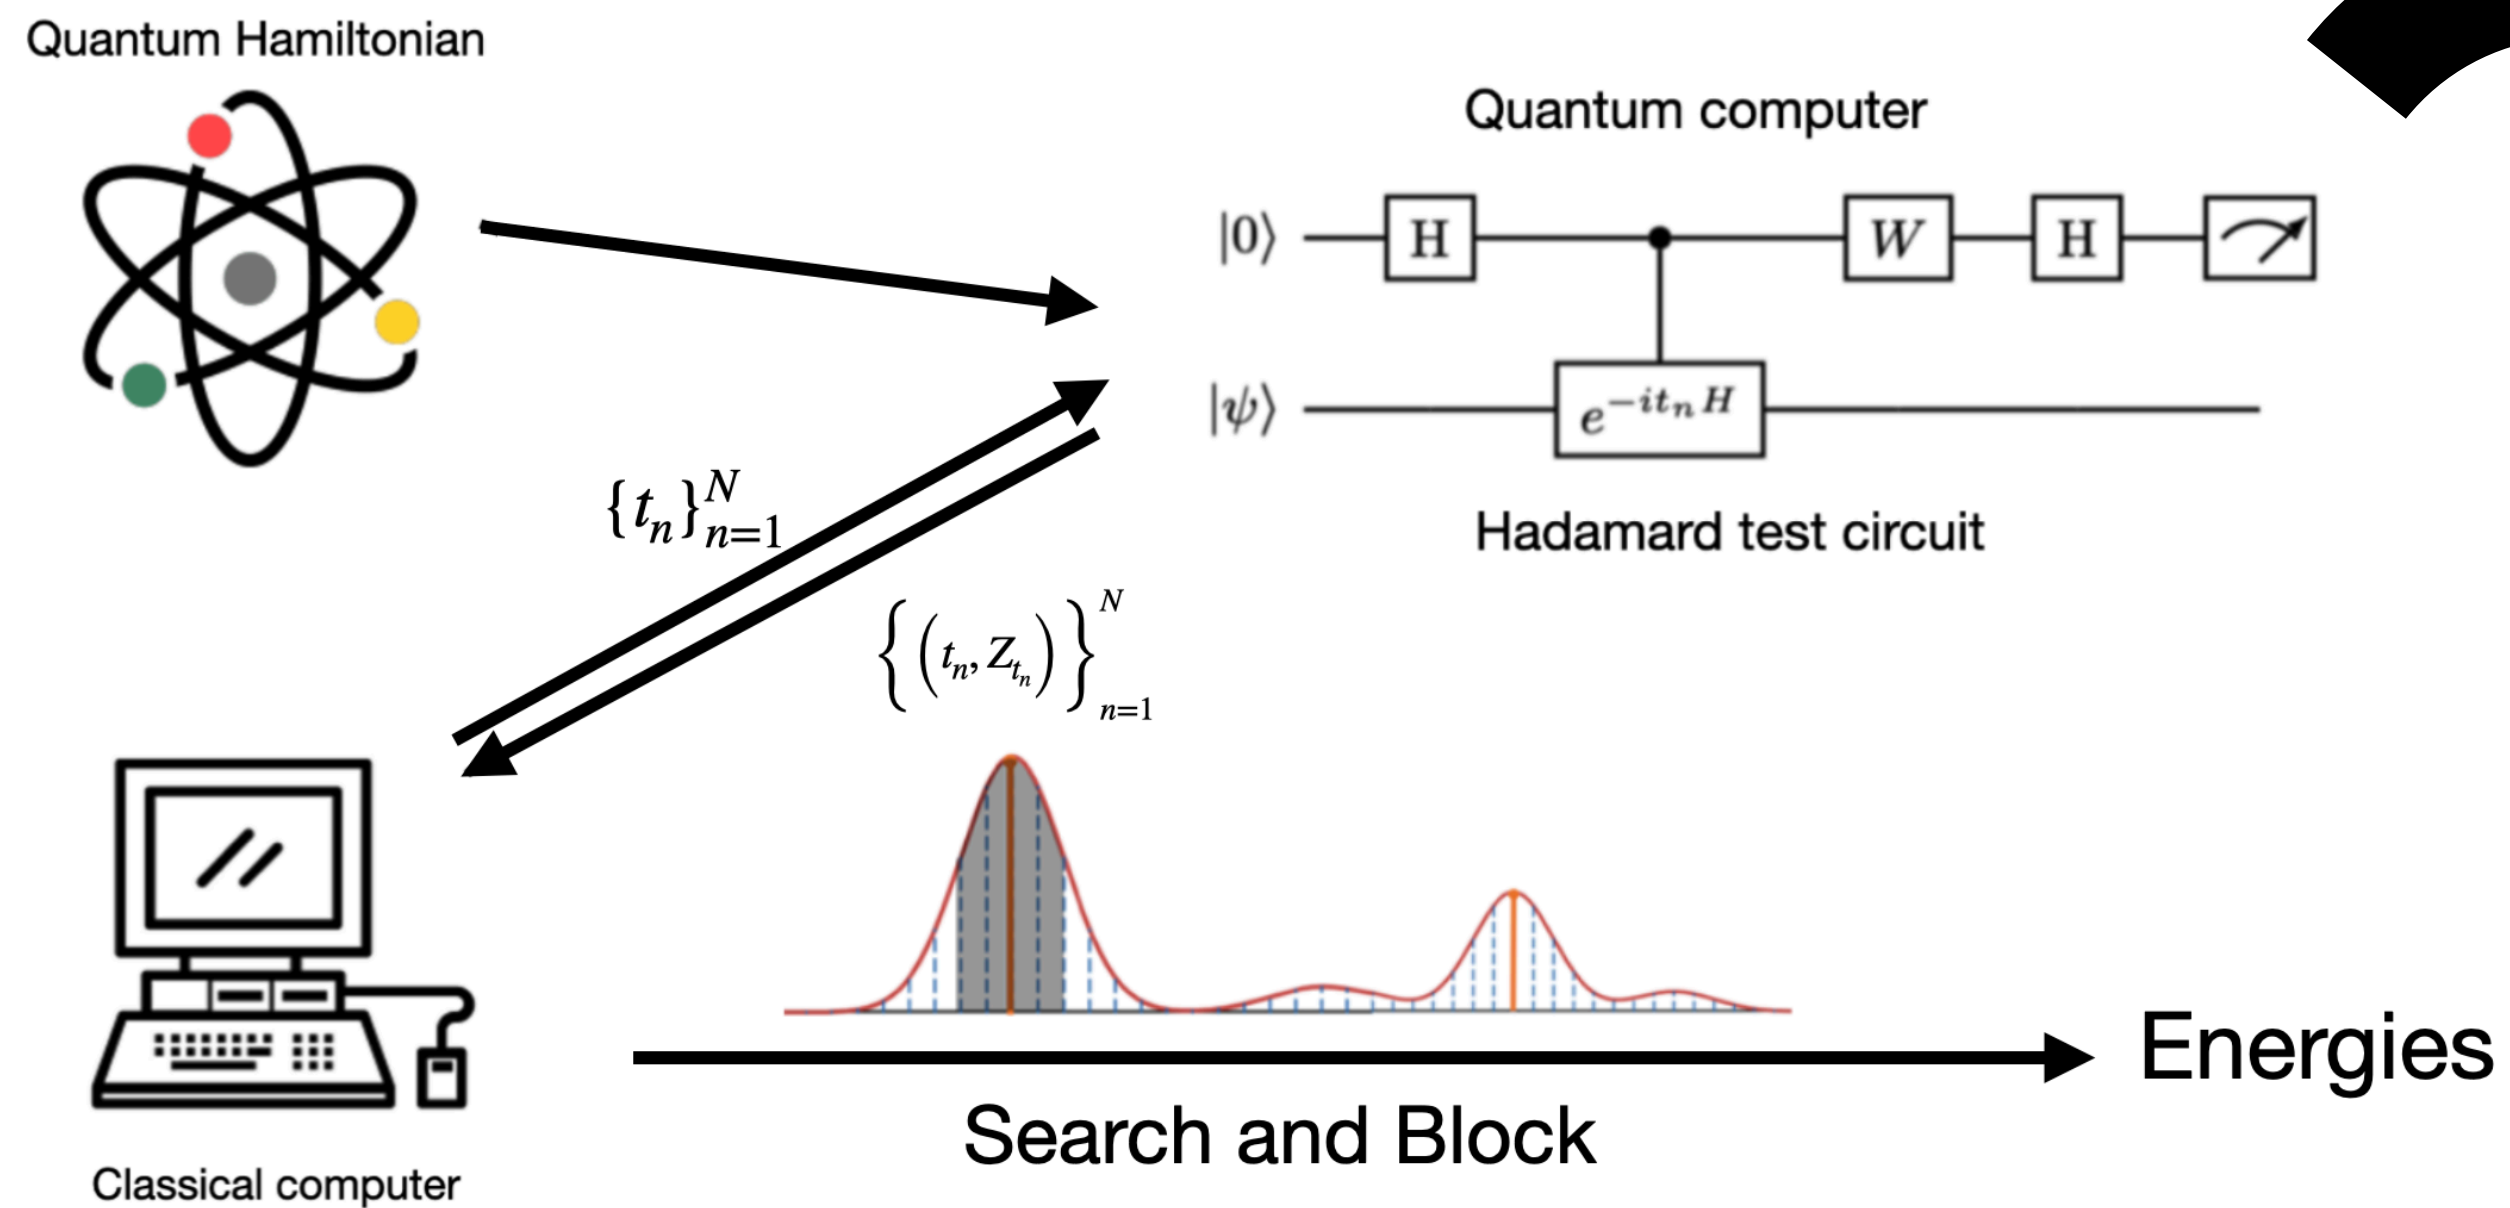 Quantum Hamiltonian
Quantum computer
|0⟩ H W H
|ψ⟩ e^{-it_n H}
Hadamard test circuit
{t_n}_{n=1}^N
{(t_n, Z_{t_n})}_{n=1}^N
Energies
Search and Block
Classical computer